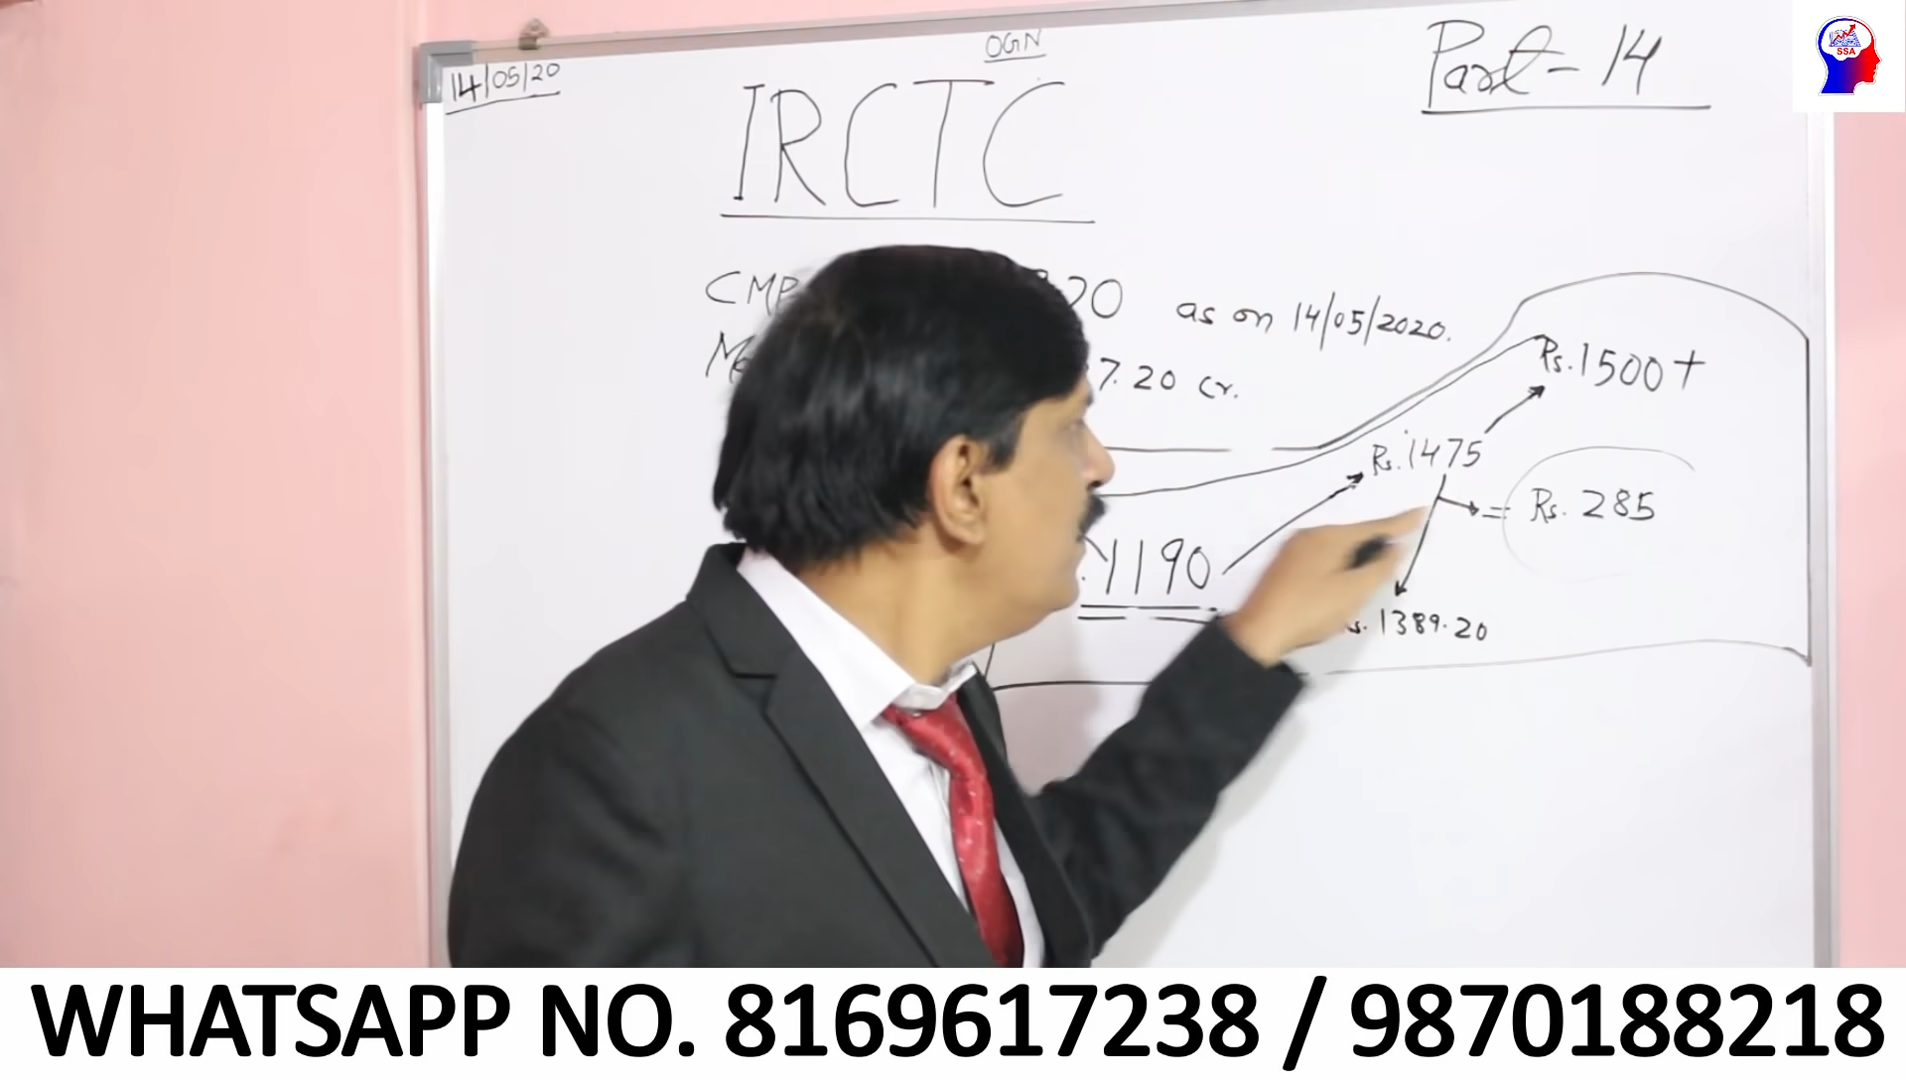 OGN
14/05/20
Part - 14
SSA
IRCTC
CMP 20 as on 14/05/2020.
7.20 Cr.
Rs. 1500+
Rs. 1475
= Rs. 285
1190
1389.20
WHATSAPP NO. 8169617238 / 9870188218